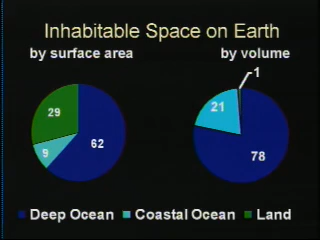 Inhabitable Space on Earth
by surface area
by volume
1
29
9
62
21
78
Deep Ocean
Coastal Ocean
Land